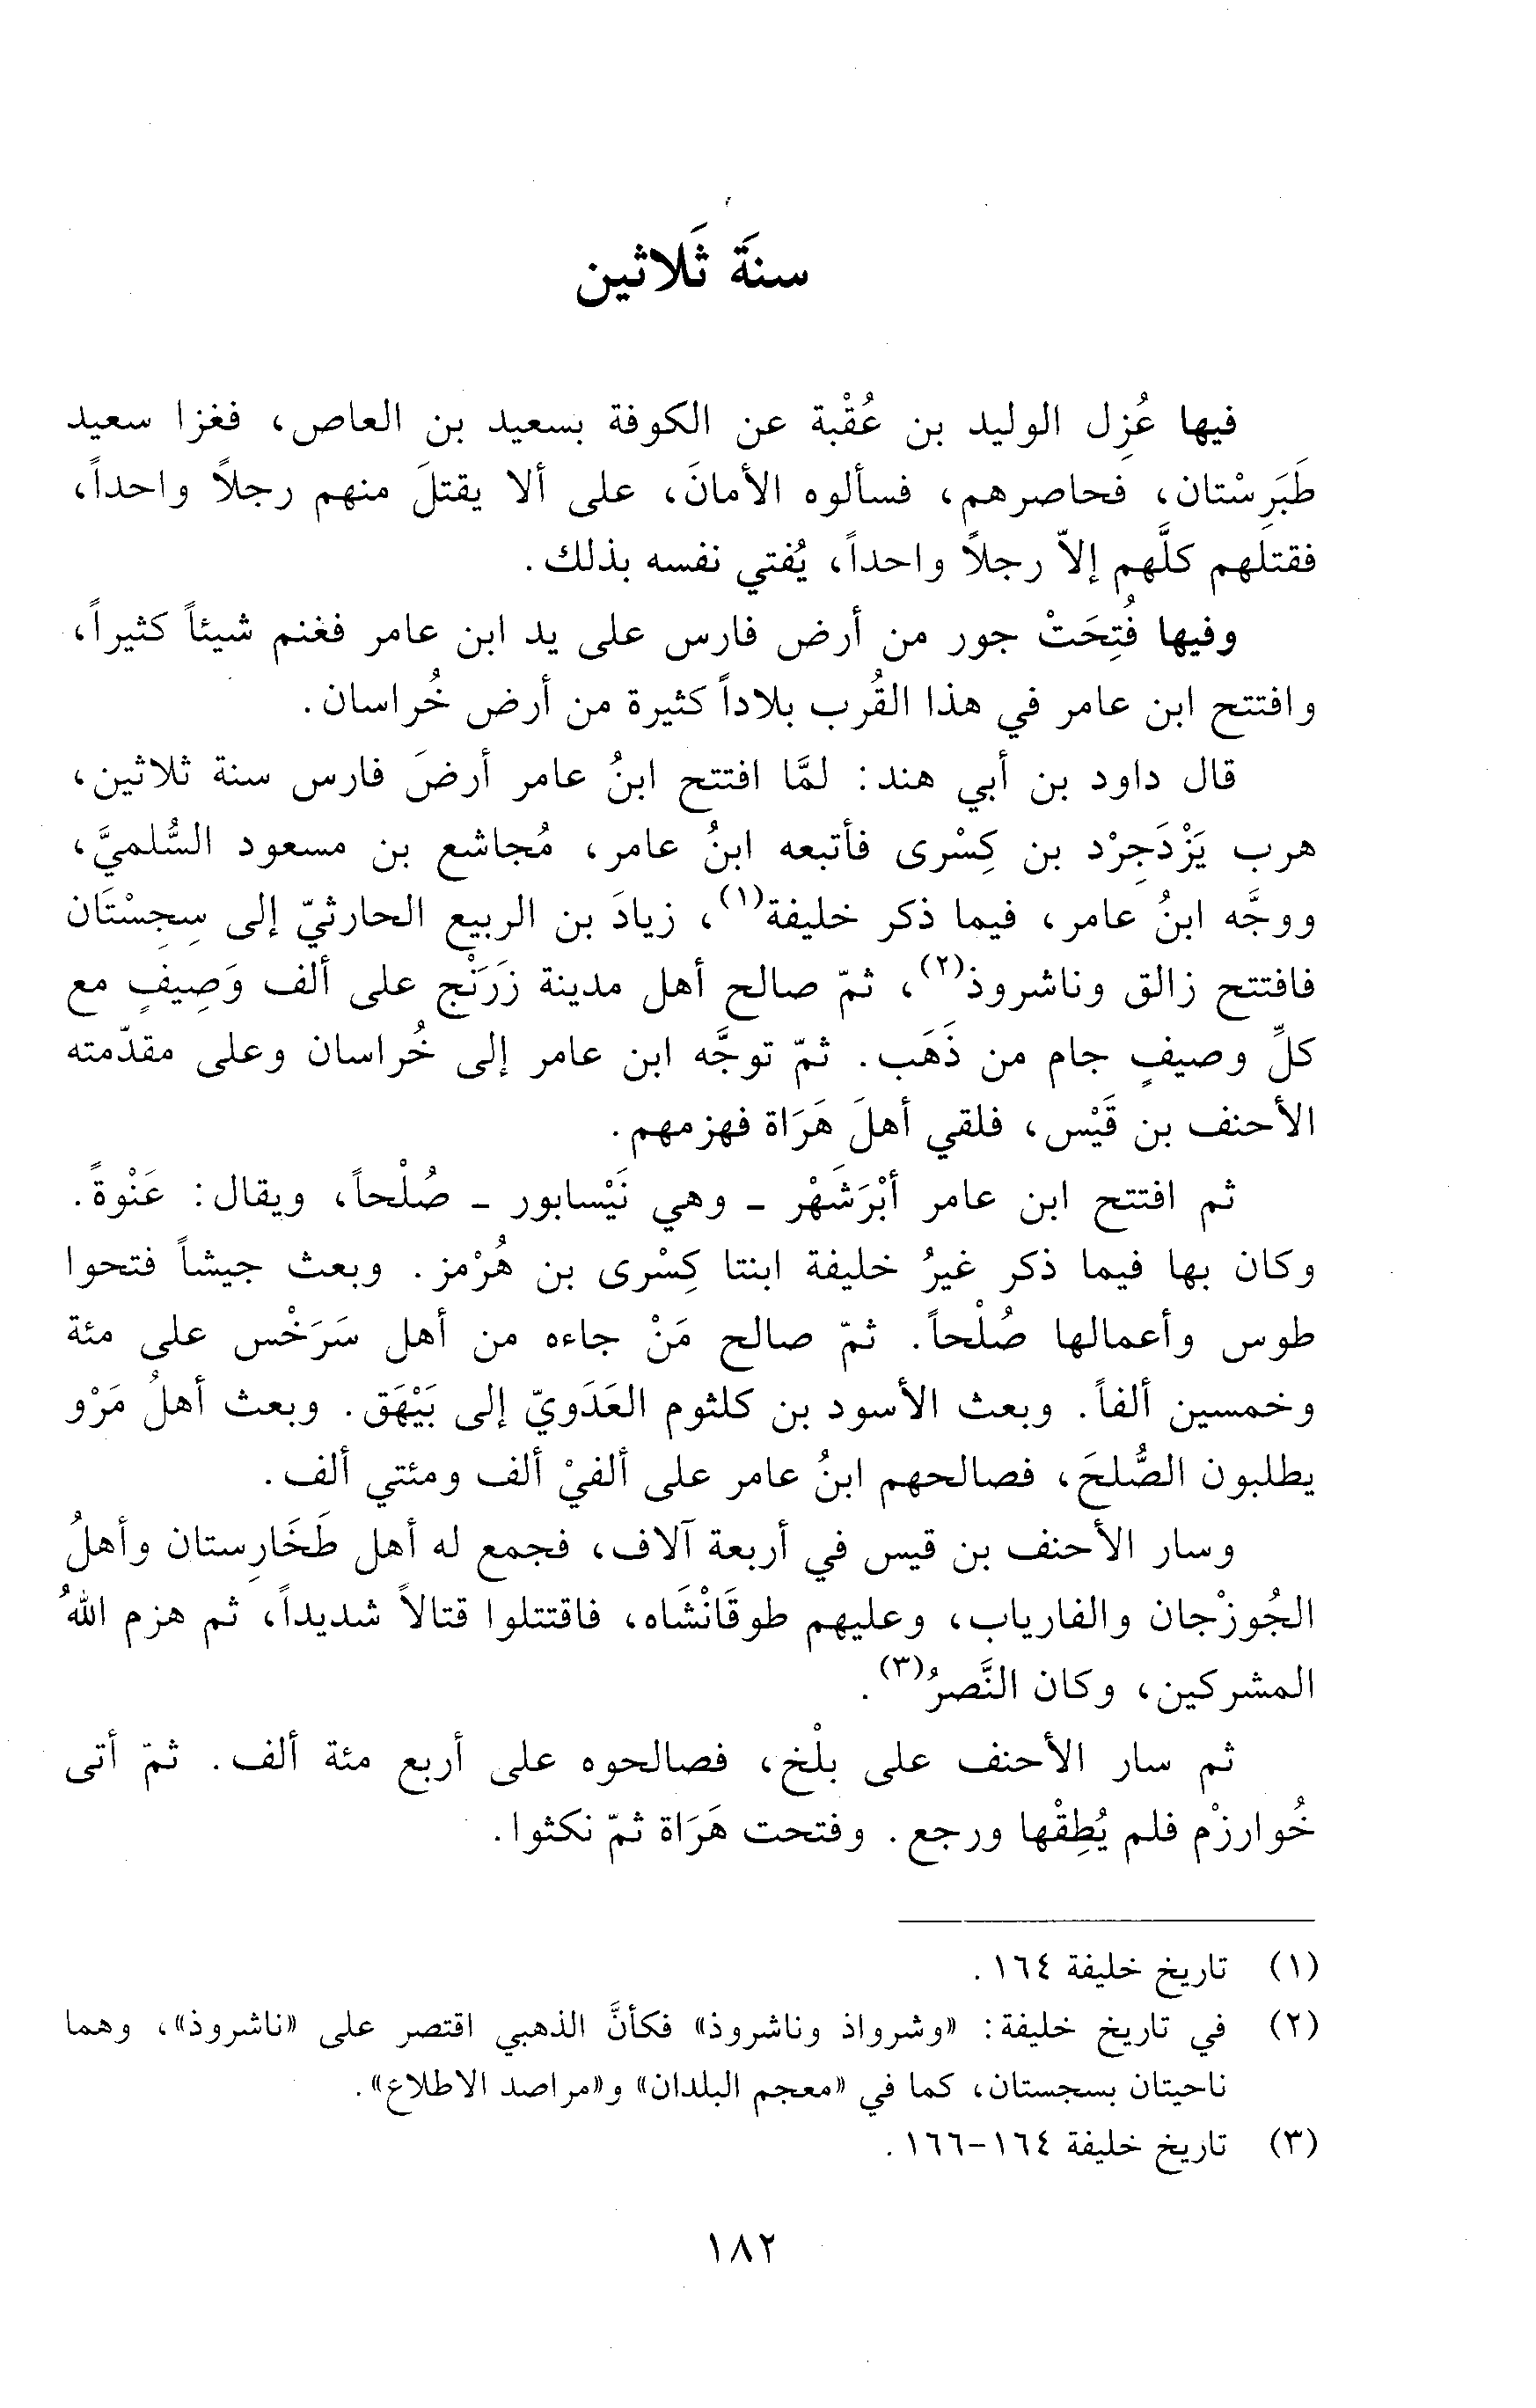 سنَة ثَلاثين
فيها عُزِل الوليد بن عُقْبة عن الكوفة بسعيد بن العاص، فغزا سعيد
طَبَرِسْتان، فحاصرهم، فسألوه الأمانَ، على ألا يقتلَ منهم رجلاً واحداً،
فقتلهم كلَّهم إلاّ رجلاً واحداً، يُفتي نفسه بذلك.
وفيها فُتِحَتْ جور من أرض فارس على يد ابن عامر فغنم شيئاً كثيراً،
وافتتح ابن عامر في هذا القُرب بلاداً كثيرة من أرض خُراسان.
قال داود بن أبي هند: لمَّا افتتح ابنُ عامر أرضَ فارس سنة ثلاثين،
هرب يَزْدَجِرْد بن كِسْرى فأتبعه ابنُ عامر، مُجاشع بن مسعود السُّلميَّ،
ووجَّه ابنُ عامر، فيما ذكر خليفة(١)، زيادَ بن الربيع الحارثيّ إلى سِجِسْتَان
فافتتح زالق وناشروذ(٢)، ثمّ صالح أهل مدينة زَرَنْج على ألف وَصِيفٍ مع
كلِّ وصيفٍ جام من ذَهَب. ثمّ توجَّه ابن عامر إلى خُراسان وعلى مقدّمته
الأحنف بن قَيْس، فلقي أهلَ هَرَاة فهزمهم.
ثم افتتح ابن عامر أبْرَشَهْر - وهي نَيْسابور - صُلْحاً، ويقال: عَنْوةً.
وكان بها فيما ذكر غيرُ خليفة ابنتا كِسْرى بن هُرْمز. وبعث جيشاً فتحوا
طوس وأعمالها صُلْحاً. ثمّ صالح مَنْ جاءه من أهل سَرَخْس على مئة
وخمسين ألفاً. وبعث الأسود بن كلثوم العَدَويّ إلى بَيْهَق. وبعث أهلُ مَرْو
يطلبون الصُّلحَ، فصالحهم ابنُ عامر على ألفيْ ألف ومئتي ألف.
وسار الأحنف بن قيس في أربعة آلاف، فجمع له أهل طَخَارِستان وأهلُ
الجُوزْجان والفارياب، وعليهم طوقَانْشَاه، فاقتتلوا قتالاً شديداً، ثم هزم اللهُ
المشركين، وكان النَّصرُ(٣).
ثم سار الأحنف على بلْخ، فصالحوه على أربع مئة ألف. ثمّ أتى
خُوارزْم فلم يُطِقْها ورجع. وفتحت هَرَاة ثمّ نكثوا.
(١) تاريخ خليفة ١٦٤.
(٢) في تاريخ خليفة: «وشرواذ وناشروذ» فكأنَّ الذهبي اقتصر على «ناشروذ»، وهما
ناحيتان بسجستان، كما في «معجم البلدان» و«مراصد الاطلاع».
(٣) تاريخ خليفة ١٦٤-١٦٦.
١٨٢